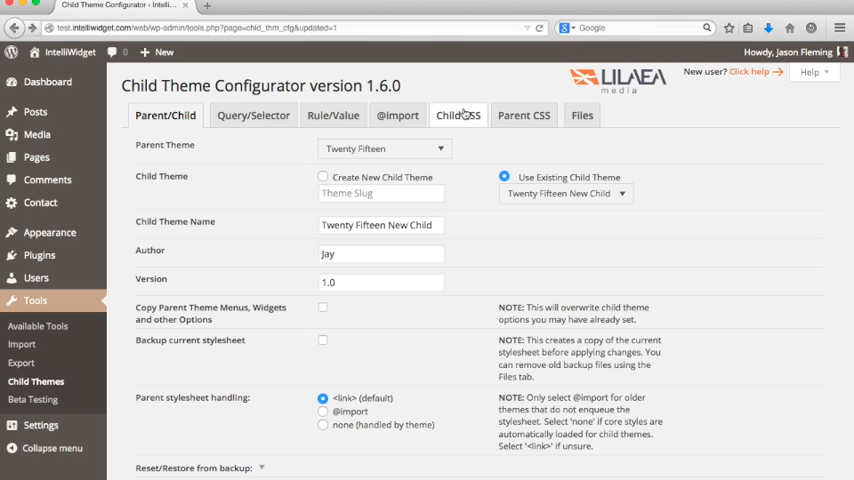 Child Theme Configurator ‹ Intelli...
test.intelliwidget.com/web/wp-admin/tools.php?page=chld_thm_cfg&updated=1
Google
IntelliWidget
0
+ New
Howdy, Jason Fleming
Dashboard
Posts
Media
Pages
Comments
Contact
Appearance
Plugins
Users
Tools
Available Tools
Import
Export
Child Themes
Beta Testing
Settings
Collapse menu
Child Theme Configurator version 1.6.0
LILAEA
media
New user? Click help
Help
Parent/Child
Query/Selector
Rule/Value
@import
Child CSS
Parent CSS
Files
Parent Theme
Twenty Fifteen
Child Theme
Create New Child Theme
Theme Slug
Use Existing Child Theme
Twenty Fifteen New Child
Child Theme Name
Twenty Fifteen New Child
Author
Jay
Version
1.0
Copy Parent Theme Menus, Widgets
and other Options
NOTE: This will overwrite child theme
options you may have already set.
Backup current stylesheet
NOTE: This creates a copy of the current
stylesheet before applying changes. You
can remove old backup files using the
Files tab.
Parent stylesheet handling:
<link> (default)
@import
none (handled by theme)
NOTE: Only select @import for older
themes that do not enqueue the
stylesheet. Select 'none' if core styles are
automatically loaded for child themes.
Select '<link>' if unsure.
Reset/Restore from backup: